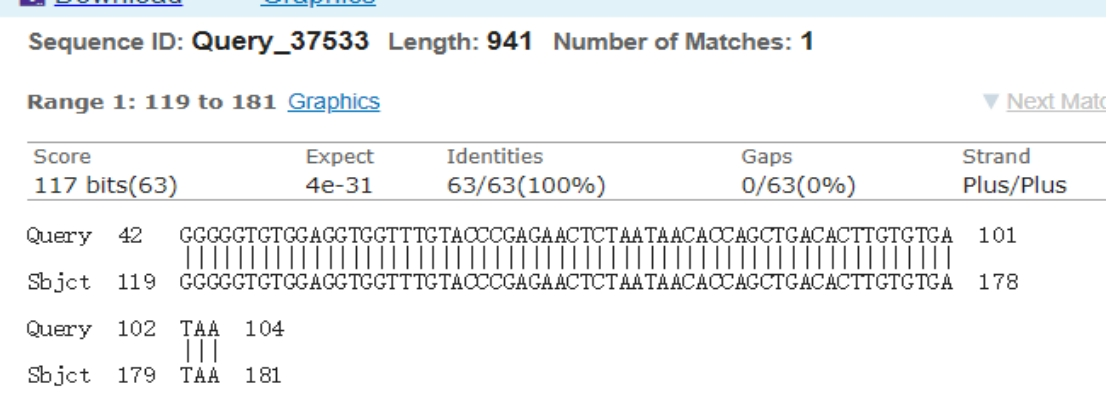 Download Graphics
Sequence ID: Query_37533 Length: 941 Number of Matches: 1
Range 1: 119 to 181 Graphics ▼ Next Matc
Score Expect Identities Gaps Strand
117 bits(63) 4e-31 63/63(100%) 0/63(0%) Plus/Plus
Query 42 GGGGGTGTGGAGGTGGTTTGTACCCGAGAACTCTAATAACACCAGCTGACACTTGTGTGA 101
||||||||||||||||||||||||||||||||||||||||||||||||||||||||||||
Sbjct 119 GGGGGTGTGGAGGTGGTTTGTACCCGAGAACTCTAATAACACCAGCTGACACTTGTGTGA 178
Query 102 TAA 104
|||
Sbjct 179 TAA 181